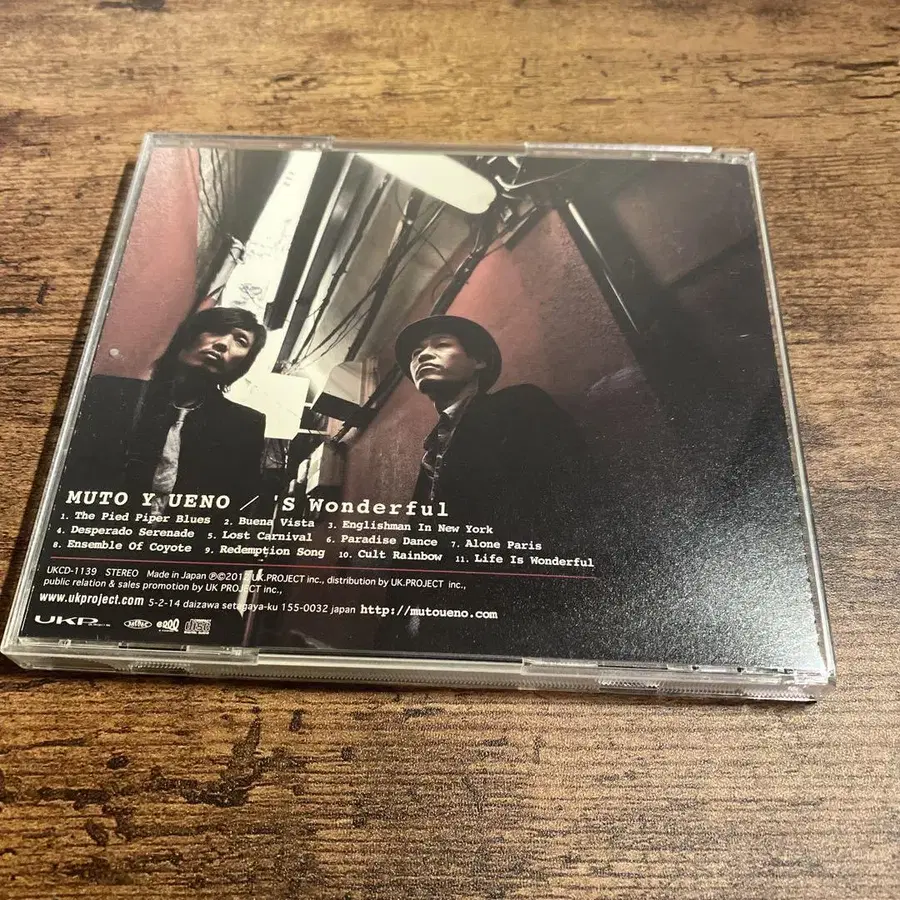 MUTO Y UENO / 'S Wonderful
1. The Pied Piper Blues 2. Buena Vista 3. Englishman In New York
4. Desperado Serenade 5. Lost Carnival 6. Paradise Dance 7. Alone Paris
8. Ensemble Of Coyote 9. Redemption Song 10. Cult Rainbow 11. Life Is Wonderful
UKCD-1139 STEREO Made in Japan ℗©2012 UK.PROJECT inc., distribution by UK.PROJECT inc.,
public relation & sales promotion by UK PROJECT inc.,
www.ukproject.com 5-2-14 daizawa setagaya-ku 155-0032 japan http://mutoueno.com
UKP disc